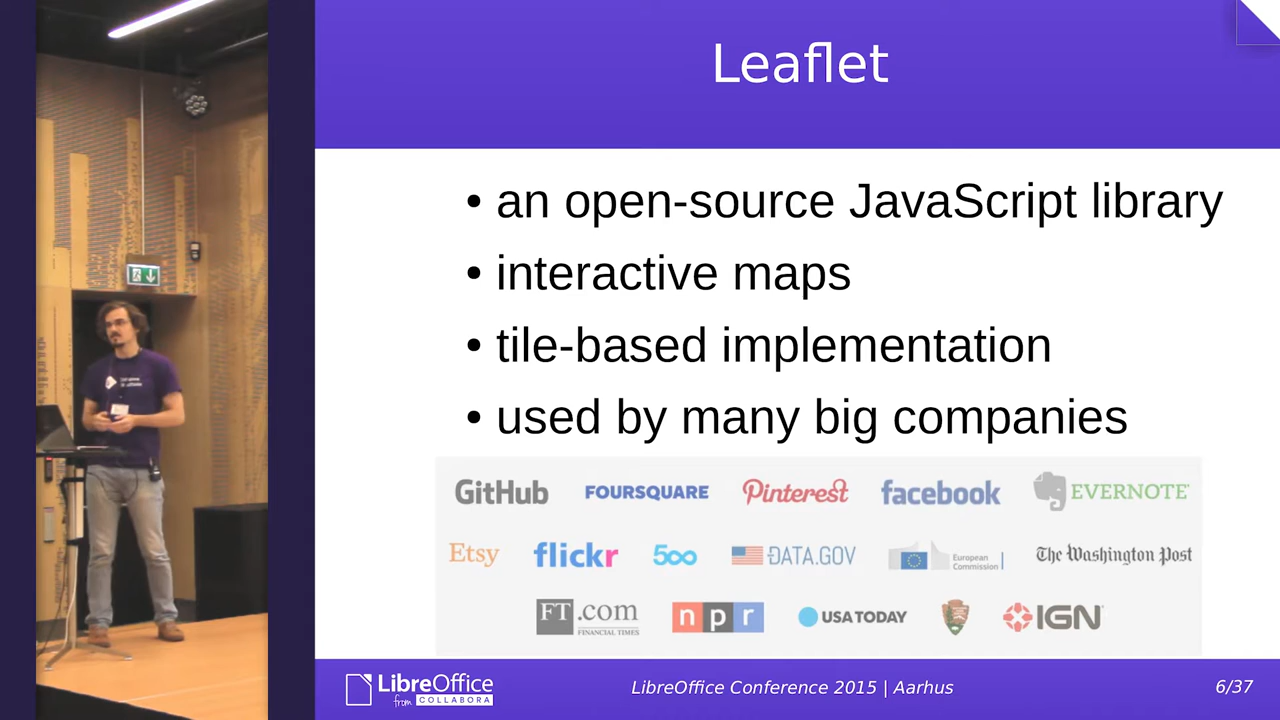 Leaflet
• an open-source JavaScript library
• interactive maps
• tile-based implementation
• used by many big companies
GitHub FOURSQUARE Pinterest facebook EVERNOTE
Etsy flickr 500 DATA.GOV European Commission The Washington Post
FT.com FINANCIAL TIMES npr USA TODAY IGN
LibreOffice from COLLABORA
LibreOffice Conference 2015 | Aarhus
6/37